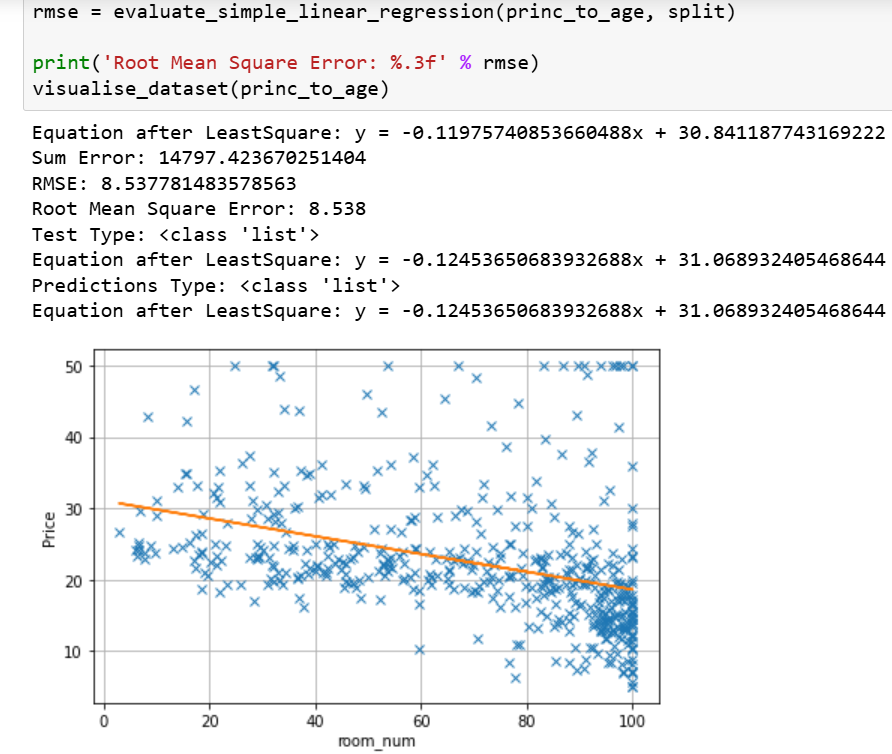 rmse = evaluate_simple_linear_regression(princ_to_age, split)
print('Root Mean Square Error: %.3f' % rmse)
visualise_dataset(princ_to_age)
Equation after LeastSquare: y = -0.11975740853660488x + 30.841187743169222
Sum Error: 14797.423670251404
RMSE: 8.537781483578563
Root Mean Square Error: 8.538
Test Type: <class 'list'>
Equation after LeastSquare: y = -0.12453650683932688x + 31.068932405468644
Predictions Type: <class 'list'>
Equation after LeastSquare: y = -0.12453650683932688x + 31.068932405468644
50
40
30
20
10
Price
0 20 40 60 80 100
room_num